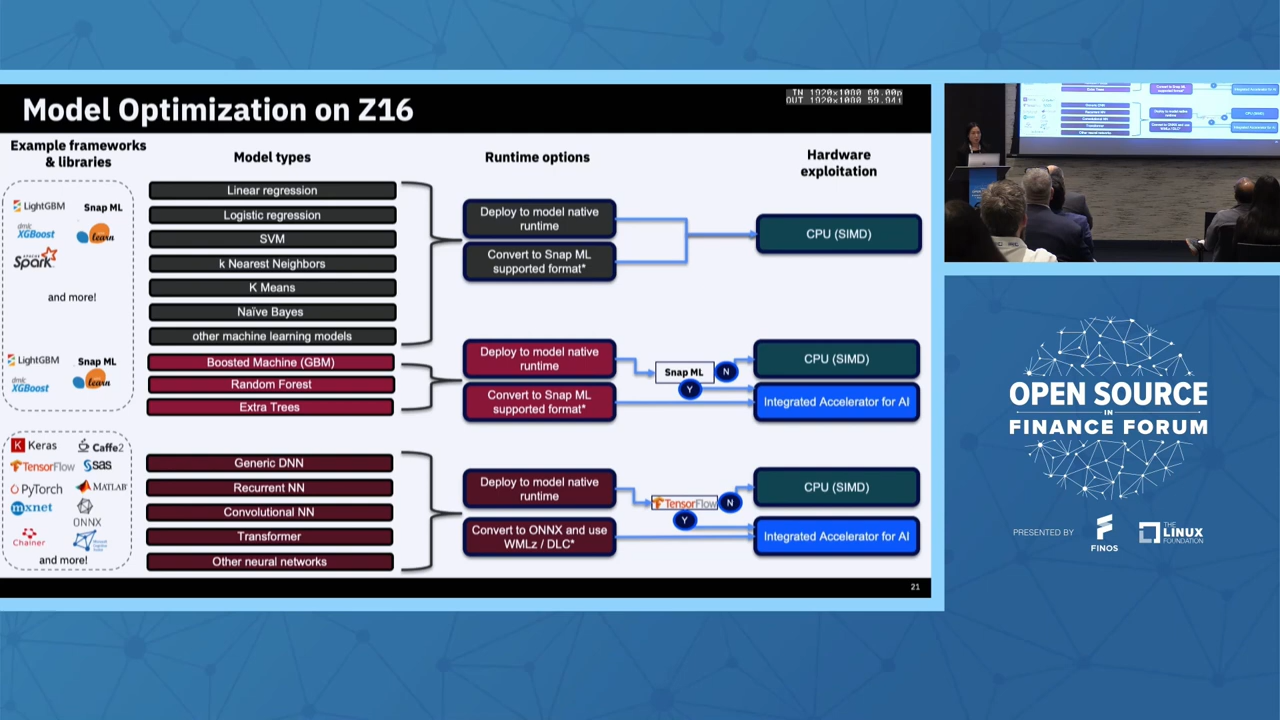 Model Optimization on Z16
IN 1920x1080 60.00p
OUT 1920x1080 59.94i
Example frameworks
& libraries
Model types
Runtime options
Hardware
exploitation
LightGBM
Snap ML
dmlc
XGBoost
learn
APACHE
Spark
and more!
LightGBM
Snap ML
dmlc
XGBoost
learn
Linear regression
Logistic regression
SVM
k Nearest Neighbors
K Means
Naïve Bayes
other machine learning models
Boosted Machine (GBM)
Random Forest
Extra Trees
Deploy to model native
runtime
Convert to Snap ML
supported format*
CPU (SIMD)
Deploy to model native
runtime
Convert to Snap ML
supported format*
Snap ML
N
Y
CPU (SIMD)
Integrated Accelerator for AI
K Keras
Caffe2
TensorFlow
sas
PyTorch
MATLAB
mxnet
ONNX
Chainer
and more!
Generic DNN
Recurrent NN
Convolutional NN
Transformer
Other neural networks
Deploy to model native
runtime
Convert to ONNX and use
WMLz / DLC*
TensorFlow
N
Y
CPU (SIMD)
Integrated Accelerator for AI
21
OPEN SOURCE
IN
FINANCE FORUM
PRESENTED BY
FINOS
THE
LINUX
FOUNDATION